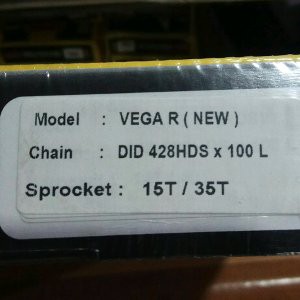 Model : VEGA R ( NEW )
Chain : DID 428HDS x 100 L
Sprocket : 15T / 35T